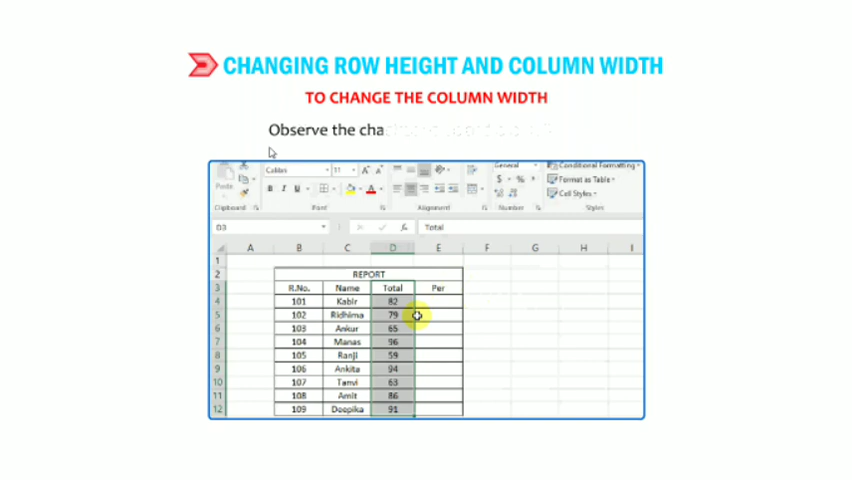 CHANGING ROW HEIGHT AND COLUMN WIDTH
TO CHANGE THE COLUMN WIDTH
Observe the cha
Calibri 11 General Conditional Formatting
Paste B I U $ % Format as Table
Cell Styles
Clipboard Font Alignment Number Styles
D3 fx Total
A B C D E F G H I
1
2 REPORT
3 R.No. Name Total Per
4 101 Kabir 82
5 102 Ridhima 79
6 103 Ankur 65
7 104 Manas 96
8 105 Ranji 59
9 106 Ankita 94
10 107 Tanvi 63
11 108 Amit 86
12 109 Deepika 91